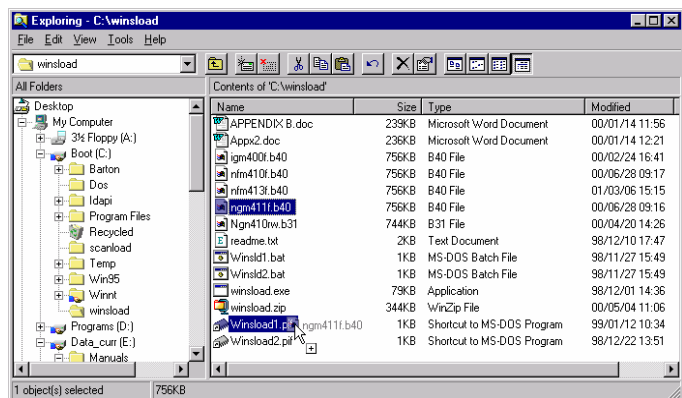 Exploring - C:\winsload
File Edit View Tools Help
winsload
All Folders Contents of 'C:\winsload'
Desktop
My Computer
3½ Floppy (A:)
Boot (C:)
Barton
Dos
Idapi
Program Files
Recycled
scanload
Temp
Win95
Winnt
winsload
Programs (D:)
Data_curr (E:)
Manuals
Name Size Type Modified
APPENDIX B.doc 239KB Microsoft Word Document 00/01/14 11:56
Appx2.doc 236KB Microsoft Word Document 00/01/14 12:21
igm400f.b40 756KB B40 File 00/02/24 16:41
nfm410f.b40 756KB B40 File 00/06/28 09:17
nfm413f.b40 756KB B40 File 01/03/06 15:15
ngm411f.b40 756KB B40 File 00/06/28 09:16
Ngn410rw.b31 744KB B31 File 00/04/20 14:26
readme.txt 2KB Text Document 98/12/10 17:47
Winsld1.bat 1KB MS-DOS Batch File 98/11/27 15:49
Winsld2.bat 1KB MS-DOS Batch File 98/11/27 15:49
winsload.exe 79KB Application 98/12/01 14:36
winsload.zip 344KB WinZip File 00/05/04 11:06
Winsload1.p ngm411f.b40 1KB Shortcut to MS-DOS Program 99/01/12 10:34
Winsload2.pif 1KB Shortcut to MS-DOS Program 98/12/22 13:51
1 object(s) selected 756KB